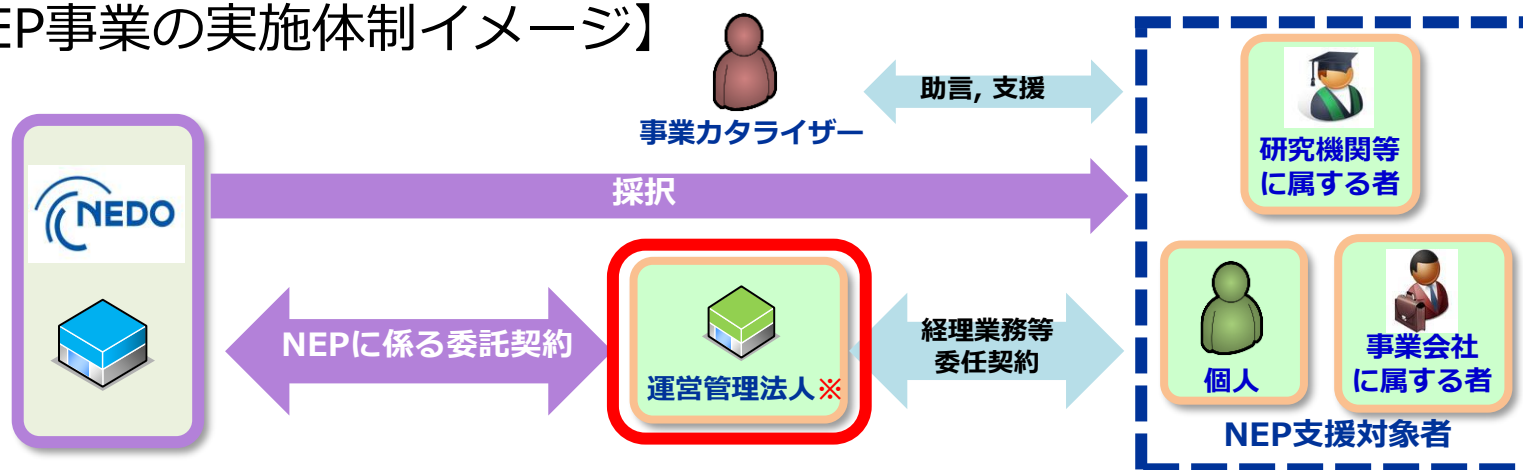 EP事業の実施体制イメージ】
助言, 支援
事業カタライザー
研究機関等
に属する者
採択
NEDO
NEPに係る委託契約
運営管理法人※
経理業務等
委任契約
個人
事業会社
に属する者
NEP支援対象者